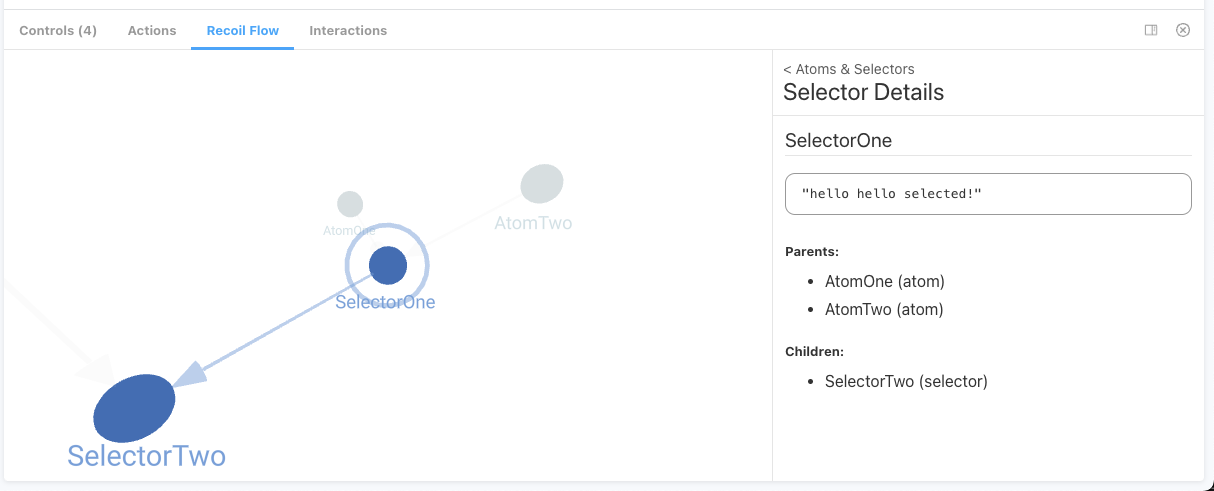 Controls (4) Actions Recoil Flow Interactions
AtomOne
AtomTwo
SelectorOne
SelectorTwo
< Atoms & Selectors
Selector Details
SelectorOne
"hello hello selected!"
Parents:
• AtomOne (atom)
• AtomTwo (atom)
Children:
• SelectorTwo (selector)